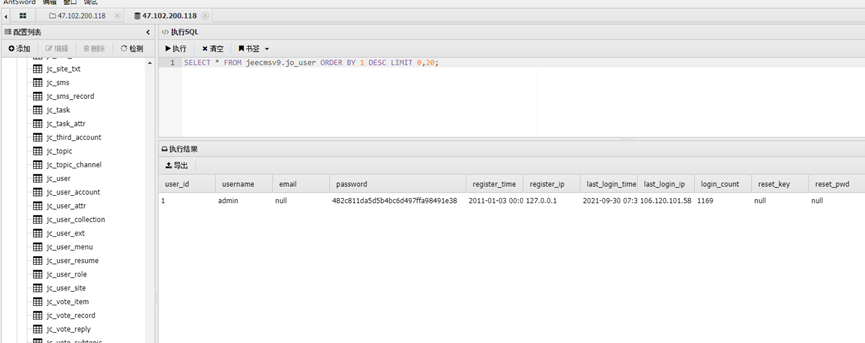 AntSword 编辑 窗口 调试
47.102.200.118 47.102.200.118
配置列表
添加 编辑 删除 检测
jc_site_txt
jc_sms
jc_sms_record
jc_task
jc_task_attr
jc_third_account
jc_topic
jc_topic_channel
jc_user
jc_user_account
jc_user_attr
jc_user_collection
jc_user_ext
jc_user_menu
jc_user_resume
jc_user_role
jc_user_site
jc_vote_item
jc_vote_record
jc_vote_reply
jc_vote_subtopic
执行SQL
执行 清空 书签
1 SELECT * FROM jeecmsv9.jo_user ORDER BY 1 DESC LIMIT 0,20;
执行结果
导出
user_id username email password register_time register_ip last_login_time last_login_ip login_count reset_key reset_pwd
1 admin null 482c811da5d5b4bc6d497ffa98491e38 2011-01-03 00:0 127.0.0.1 2021-09-30 07:3 106.120.101.58 1169 null null